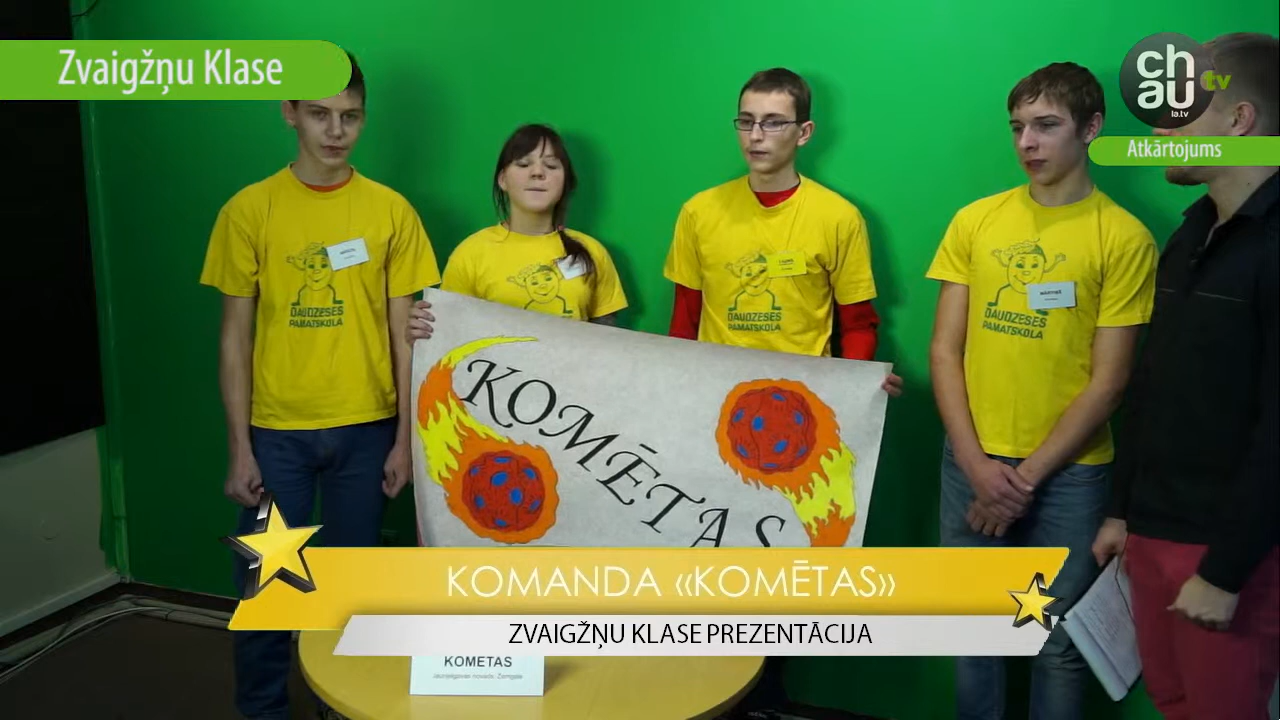 Zvaigžņu Klase
ch
au
tv
la.tv
Atkārtojums
DAUDZESES
PAMATSKOLA
DAUDZESES
PAMATSKOLA
DAUDZESES
PAMATSKOLA
KOMĒTAS
KOMANDA «KOMĒTAS»
ZVAIGŽŅU KLASE PREZENTĀCIJA
KOMĒTAS